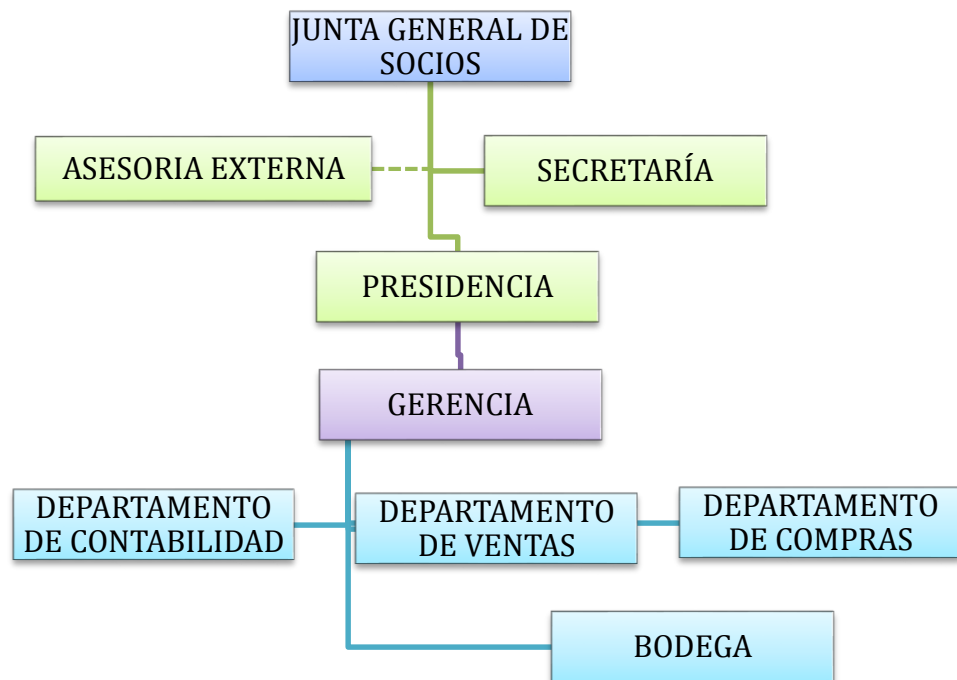 JUNTA GENERAL DE
SOCIOS
ASESORIA EXTERNA
SECRETARÍA
PRESIDENCIA
GERENCIA
DEPARTAMENTO
DE CONTABILIDAD
DEPARTAMENTO
DE VENTAS
DEPARTAMENTO
DE COMPRAS
BODEGA